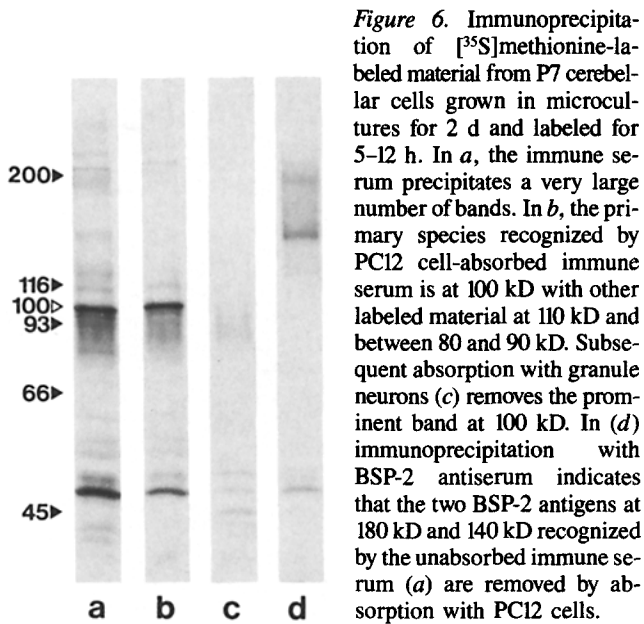 Figure 6. Immunoprecipita-
tion of [³⁵S]methionine-la-
beled material from P7 cerebel-
lar cells grown in microcul-
tures for 2 d and labeled for
5–12 h. In a, the immune se-
rum precipitates a very large
number of bands. In b, the pri-
mary species recognized by
PC12 cell-absorbed immune
serum is at 100 kD with other
labeled material at 110 kD and
between 80 and 90 kD. Subse-
quent absorption with granule
neurons (c) removes the prom-
inent band at 100 kD. In (d)
immunoprecipitation with
BSP-2 antiserum indicates
that the two BSP-2 antigens at
180 kD and 140 kD recognized
by the unabsorbed immune se-
rum (a) are removed by ab-
sorption with PC12 cells.
200
116
100
93
66
45
a b c d